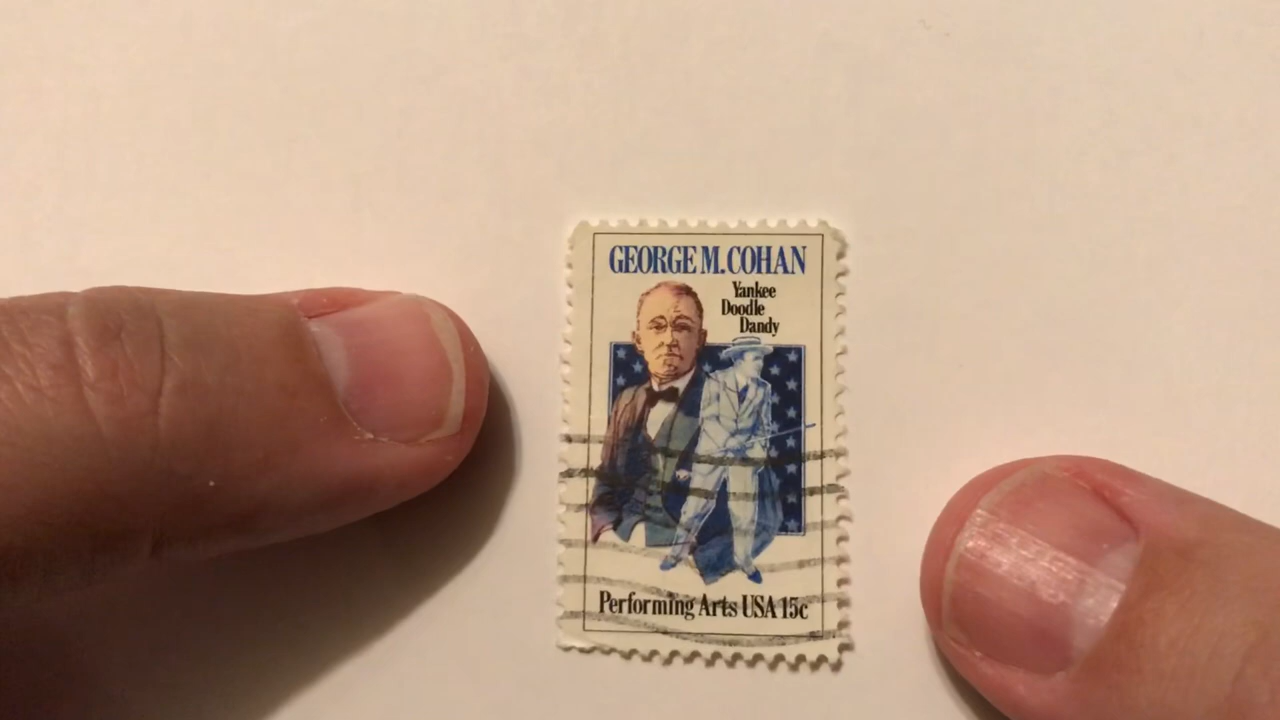 GEORGE M. COHAN
Yankee
Doodle
Dandy
Performing Arts USA 15c